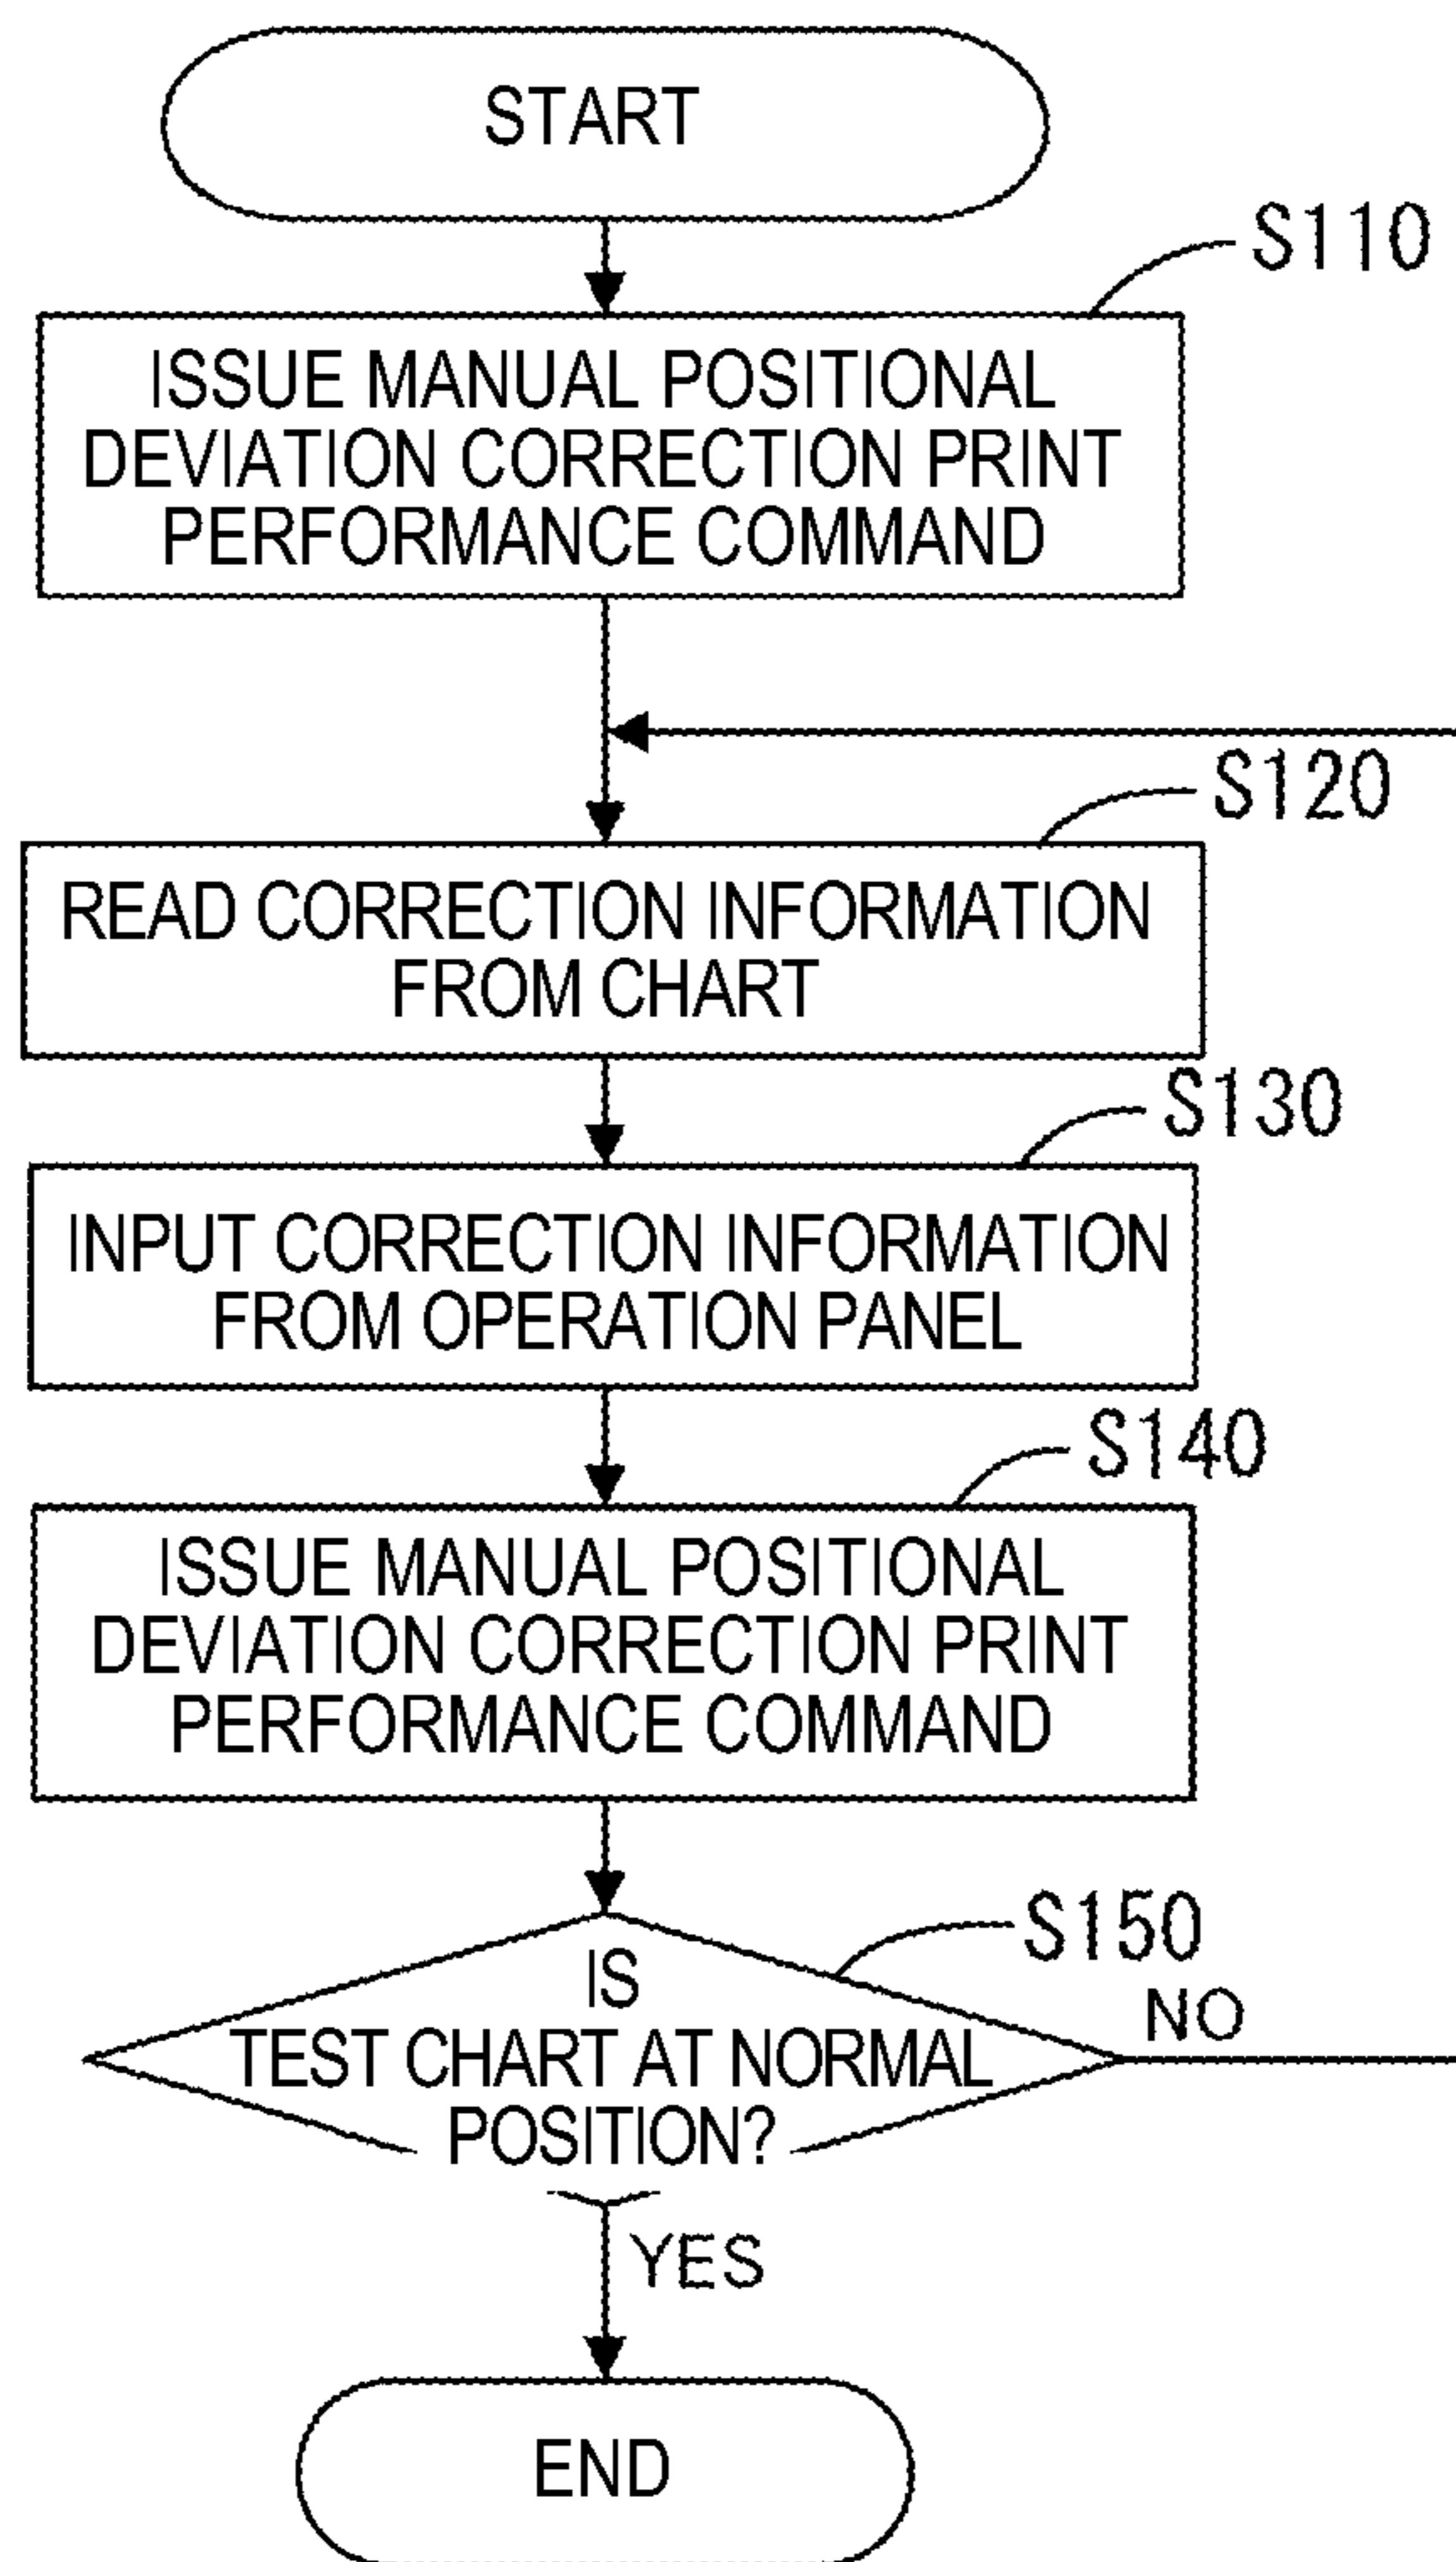 START
S110
ISSUE MANUAL POSITIONAL
DEVIATION CORRECTION PRINT
PERFORMANCE COMMAND
S120
READ CORRECTION INFORMATION
FROM CHART
S130
INPUT CORRECTION INFORMATION
FROM OPERATION PANEL
S140
ISSUE MANUAL POSITIONAL
DEVIATION CORRECTION PRINT
PERFORMANCE COMMAND
S150
IS
TEST CHART AT NORMAL
POSITION?
NO
YES
END